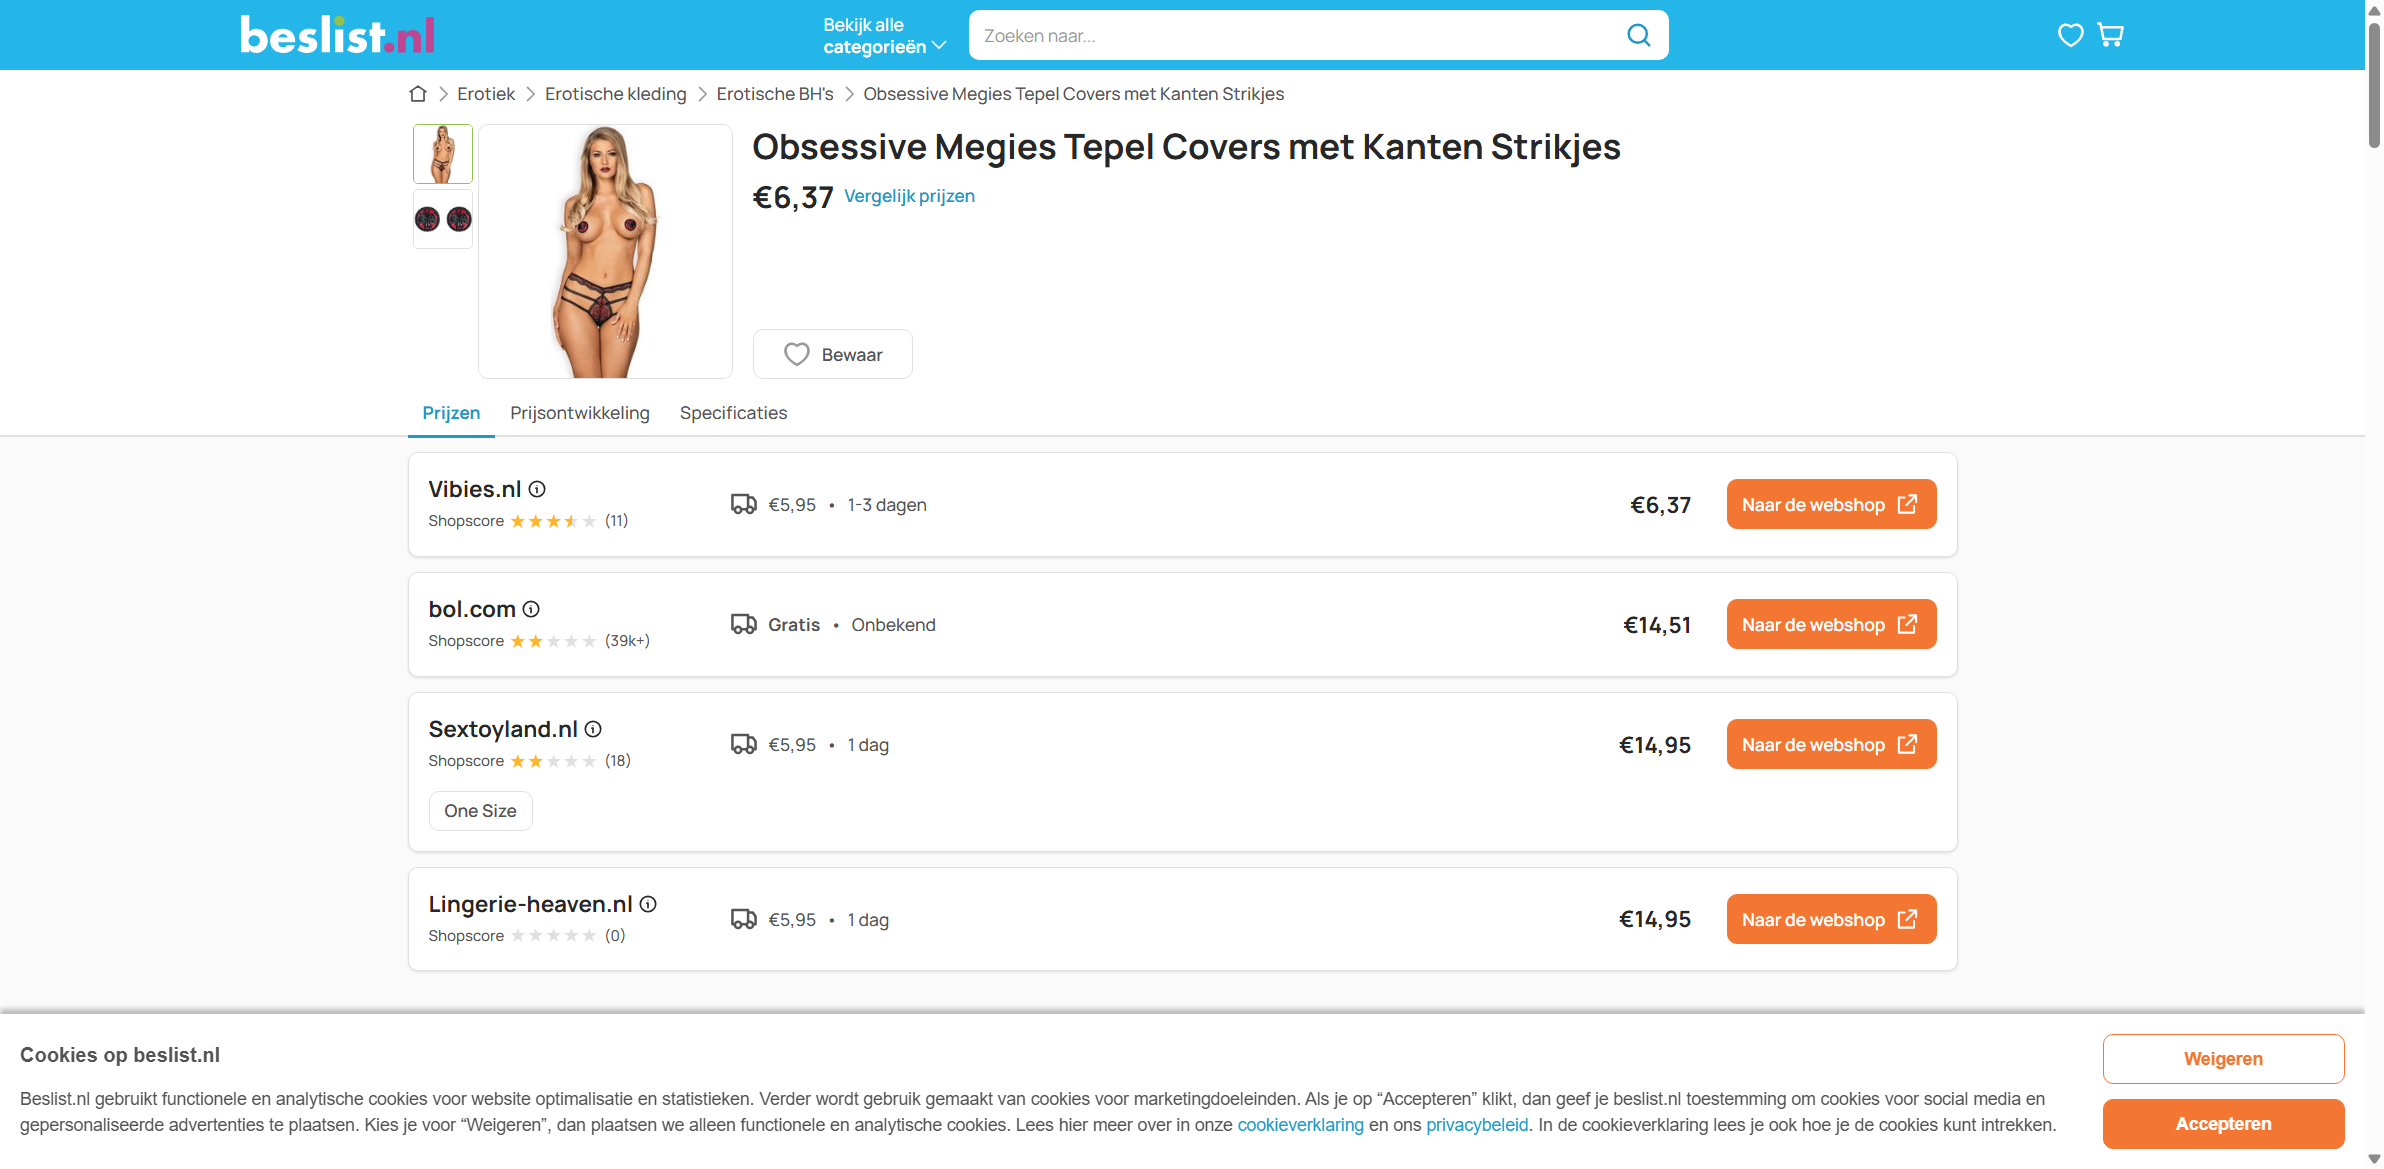 beslist.nl
Bekijk alle
categorieën
Zoeken naar...
Erotiek
Erotische kleding
Erotische BH's
Obsessive Megies Tepel Covers met Kanten Strikjes
Obsessive Megies Tepel Covers met Kanten Strikjes
€6,37 Vergelijk prijzen
Bewaar
Prijzen Prijsontwikkeling Specificaties
Vibies.nl
Shopscore (11)
€5,95 • 1-3 dagen
€6,37
Naar de webshop
bol.com
Shopscore (39k+)
Gratis • Onbekend
€14,51
Naar de webshop
Sextoyland.nl
Shopscore (18)
€5,95 • 1 dag
€14,95
Naar de webshop
One Size
Lingerie-heaven.nl
Shopscore (0)
€5,95 • 1 dag
€14,95
Naar de webshop
Cookies op beslist.nl
Beslist.nl gebruikt functionele en analytische cookies voor website optimalisatie en statistieken. Verder wordt gebruik gemaakt van cookies voor marketingdoeleinden. Als je op “Accepteren” klikt, dan geef je beslist.nl toestemming om cookies voor social media en
gepersonaliseerde advertenties te plaatsen. Kies je voor “Weigeren”, dan plaatsen we alleen functionele en analytische cookies. Lees hier meer over in onze cookieverklaring en ons privacybeleid. In de cookieverklaring lees je ook hoe je de cookies kunt intrekken.
Weigeren
Accepteren